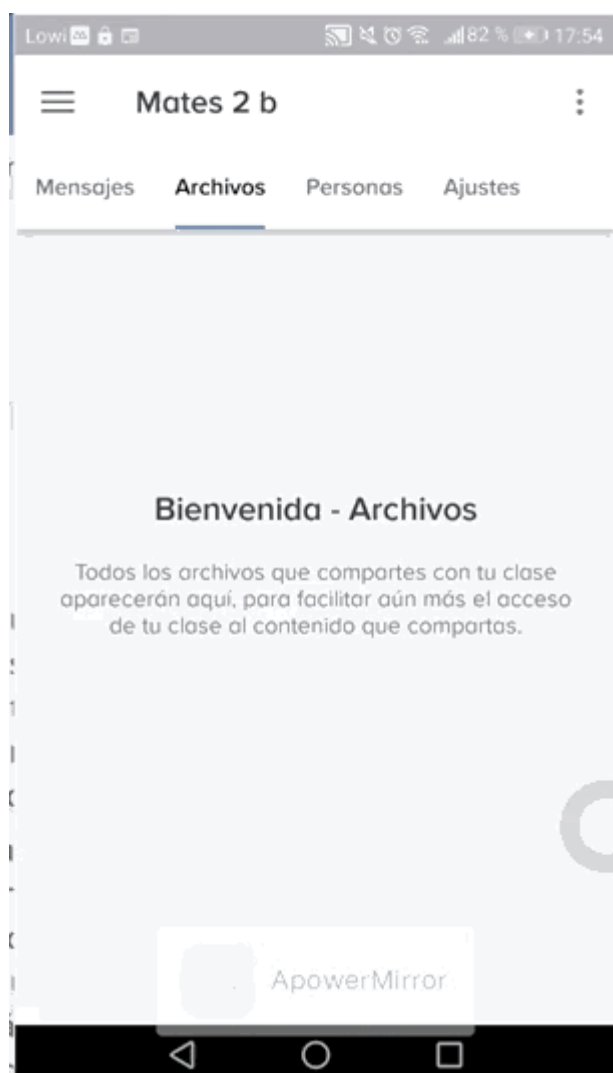 Lowi 82 % 17:54
Mates 2 b
Mensajes Archivos Personas Ajustes
Bienvenida - Archivos
Todos los archivos que compartes con tu clase
aparecerán aquí, para facilitar aún más el acceso
de tu clase al contenido que compartas.
ApowerMirror